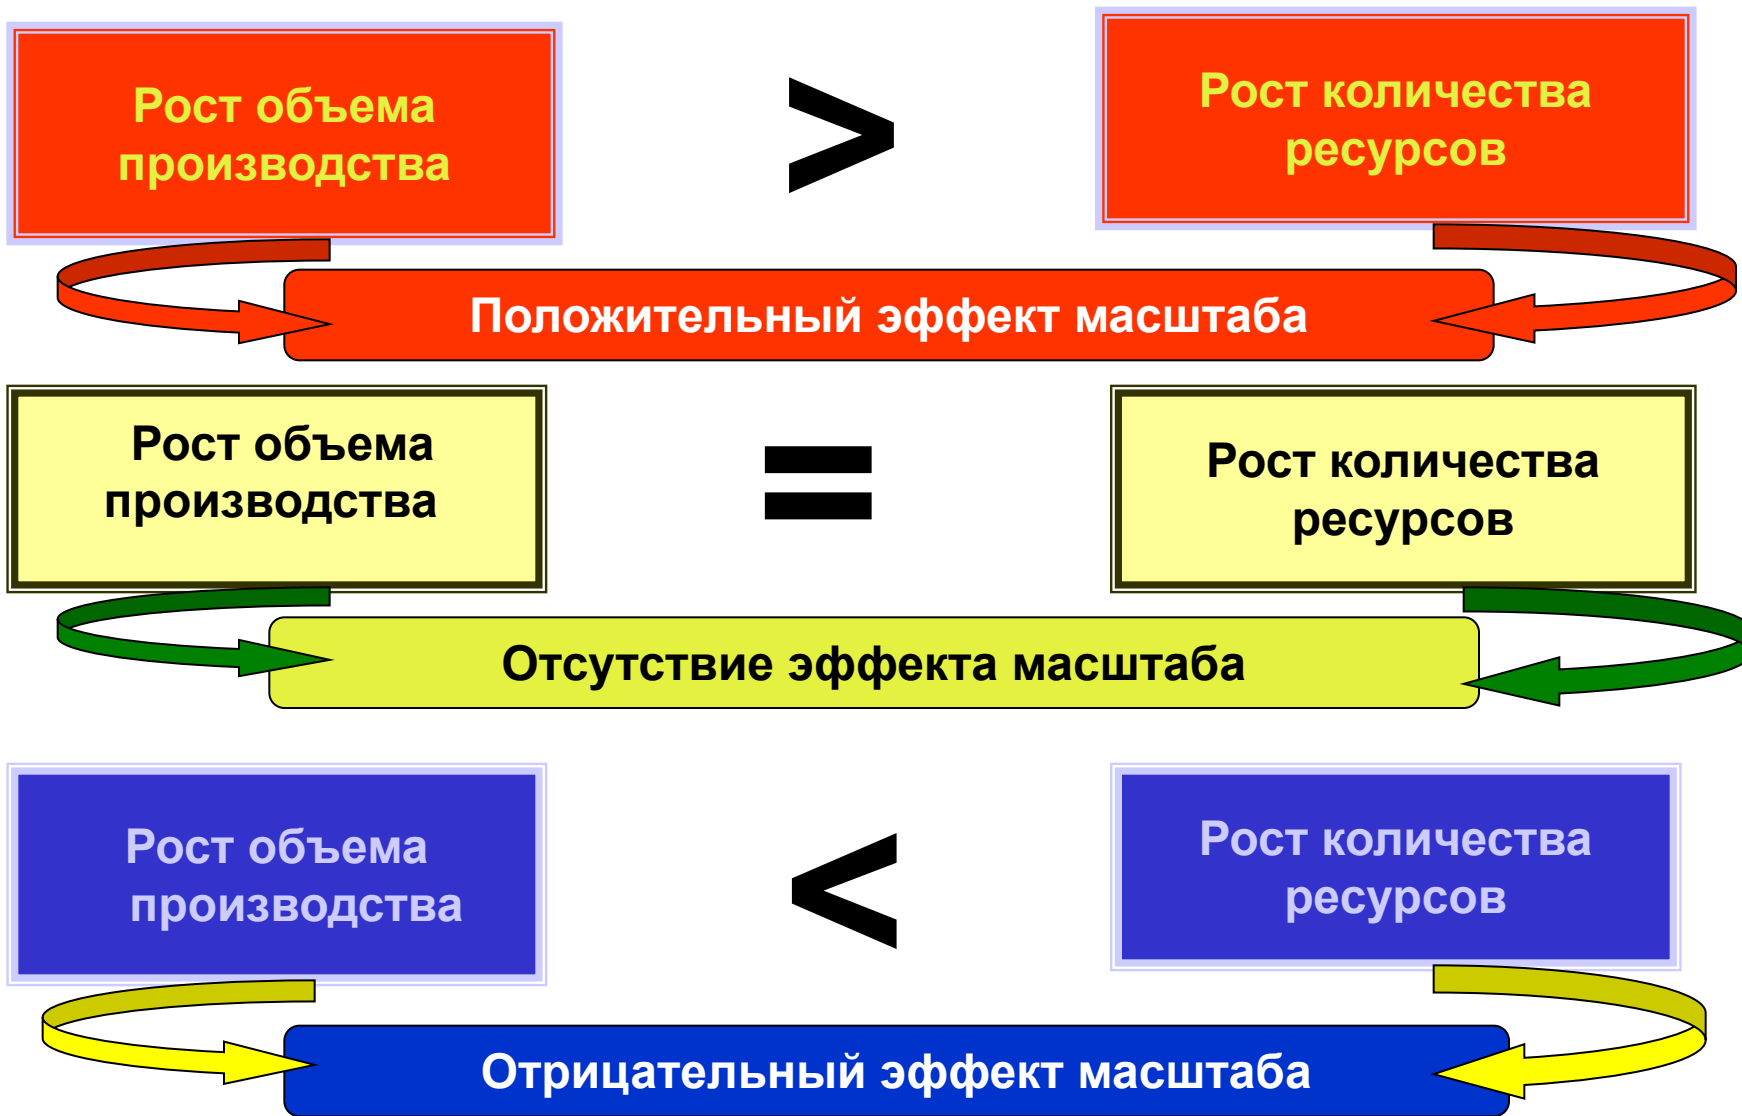 Рост объема
производства
>
Рост количества
ресурсов
Положительный эффект масштаба
Рост объема
производства
=
Рост количества
ресурсов
Отсутствие эффекта масштаба
Рост объема
производства
<
Рост количества
ресурсов
Отрицательный эффект масштаба